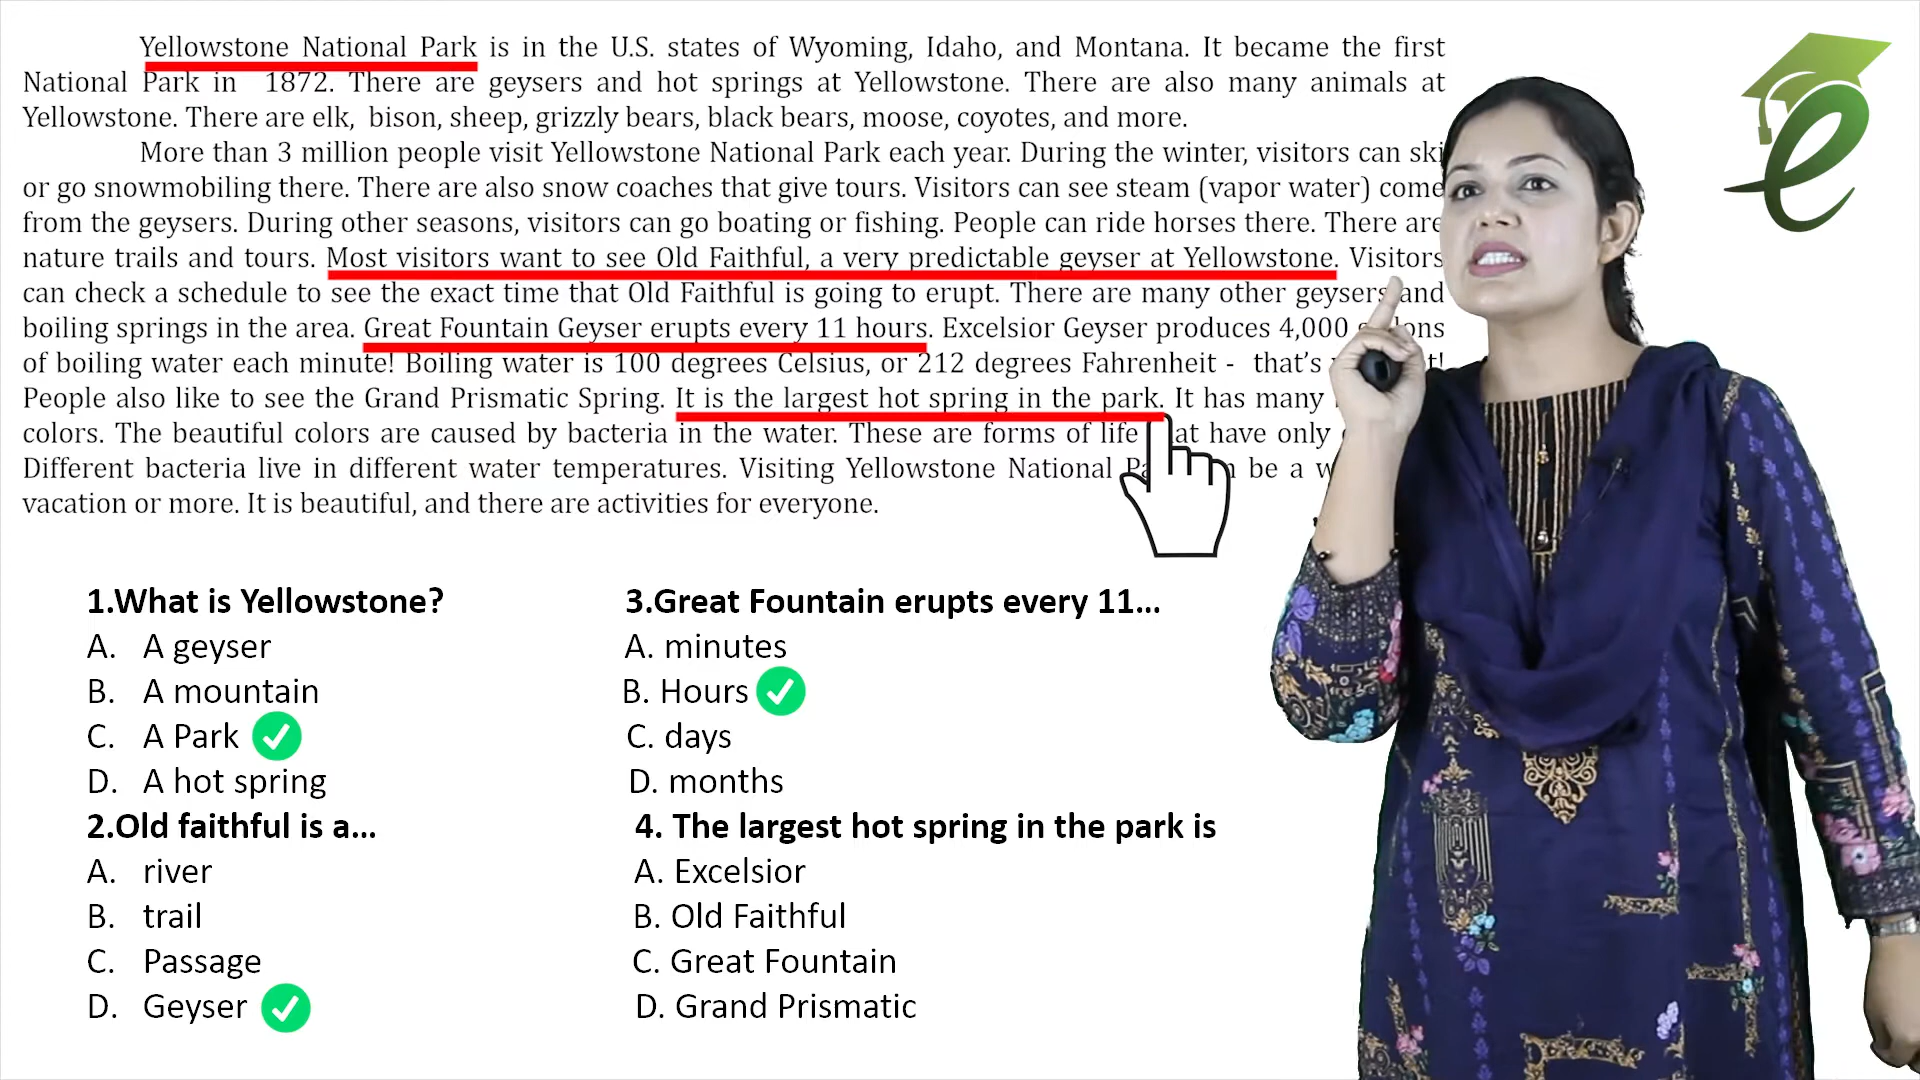 Yellowstone National Park is in the U.S. states of Wyoming, Idaho, and Montana. It became the first
National Park in 1872. There are geysers and hot springs at Yellowstone. There are also many animals at
Yellowstone. There are elk, bison, sheep, grizzly bears, black bears, moose, coyotes, and more.
More than 3 million people visit Yellowstone National Park each year. During the winter, visitors can ski
or go snowmobiling there. There are also snow coaches that give tours. Visitors can see steam (vapor water) come
from the geysers. During other seasons, visitors can go boating or fishing. People can ride horses there. There are
nature trails and tours. Most visitors want to see Old Faithful, a very predictable geyser at Yellowstone. Visitors
can check a schedule to see the exact time that Old Faithful is going to erupt. There are many other geysers and
boiling springs in the area. Great Fountain Geyser erupts every 11 hours. Excelsior Geyser produces 4,000
of boiling water each minute! Boiling water is 100 degrees Celsius, or 212 degrees Fahrenheit - that's
People also like to see the Grand Prismatic Spring. It is the largest hot spring in the park. It has many
colors. The beautiful colors are caused by bacteria in the water. These are forms of life have only
Different bacteria live in different water temperatures. Visiting Yellowstone National be a
vacation or more. It is beautiful, and there are activities for everyone.
1.What is Yellowstone?
A. A geyser
B. A mountain
C. A Park
D. A hot spring
2.Old faithful is a...
A. river
B. trail
C. Passage
D. Geyser
3.Great Fountain erupts every 11...
A. minutes
B. Hours
C. days
D. months
4. The largest hot spring in the park is
A. Excelsior
B. Old Faithful
C. Great Fountain
D. Grand Prismatic
e